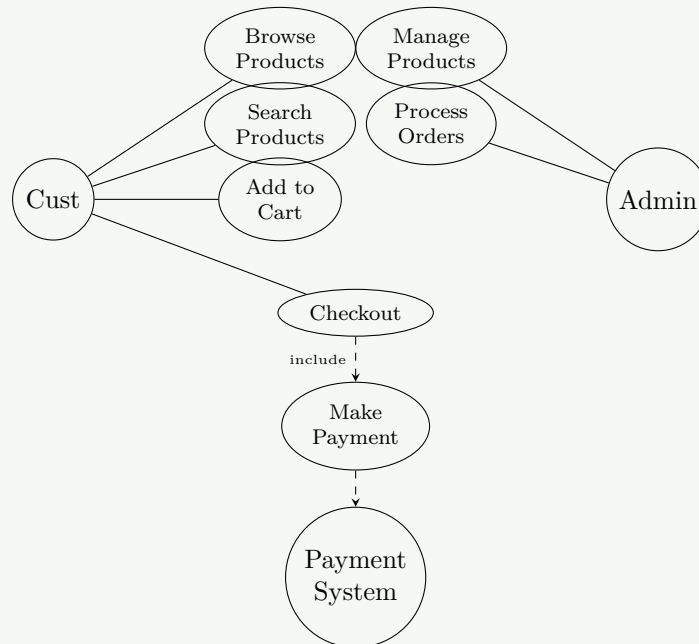 Browse
Products
Manage
Products
Search
Products
Process
Orders
Cust
Add to
Cart
Admin
Checkout
include
Make
Payment
Payment
System